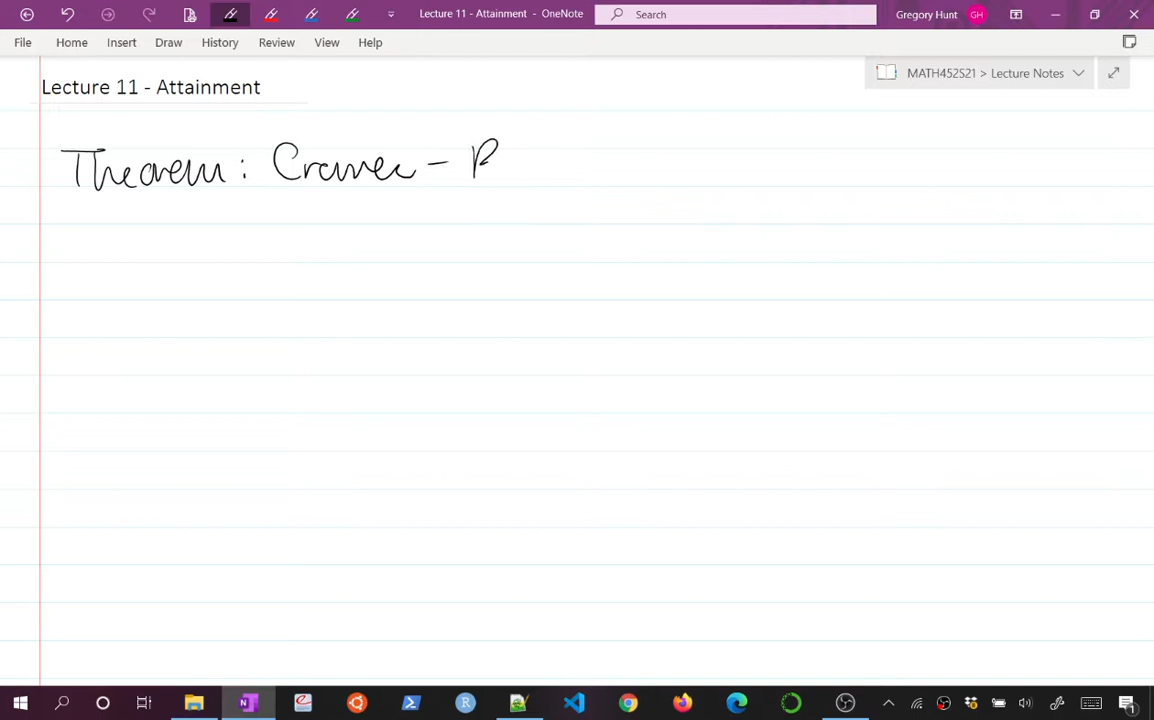 Lecture 11 - Attainment - OneNote
Search
Gregory Hunt
GH
File Home Insert Draw History Review View Help
MATH452S21 > Lecture Notes
Lecture 11 - Attainment
Theorem: Cramer - R